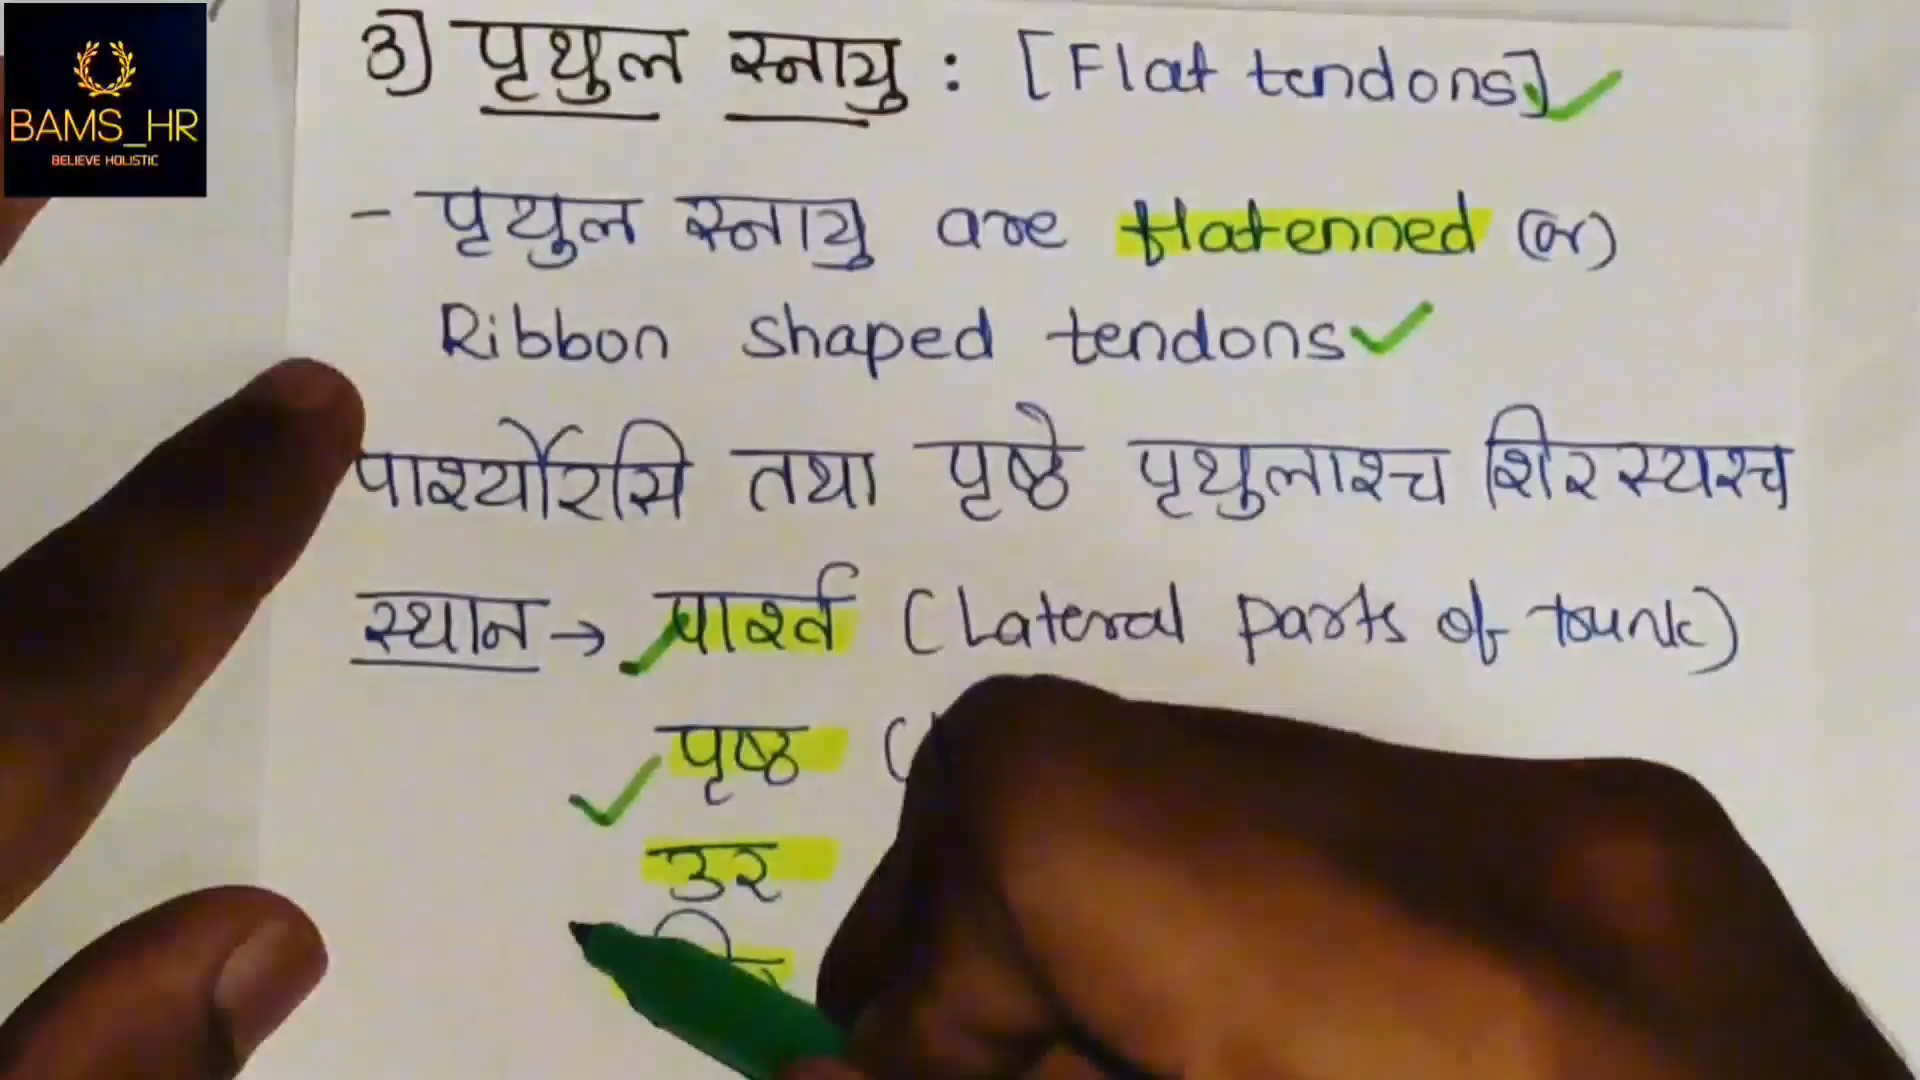 BAMS_HR
BELIEVE HOLISTIC
3] पृथुल स्नायु : [Flat tendons]
- पृथुल स्नायु are flatenned (or)
Ribbon shaped tendons
पार्श्योरसि तथा पृष्ठे पृथुलाश्च शिरस्यश्च
स्थान → पार्श्व (Lateral parts of trunk)
पृष्ठ (
उर